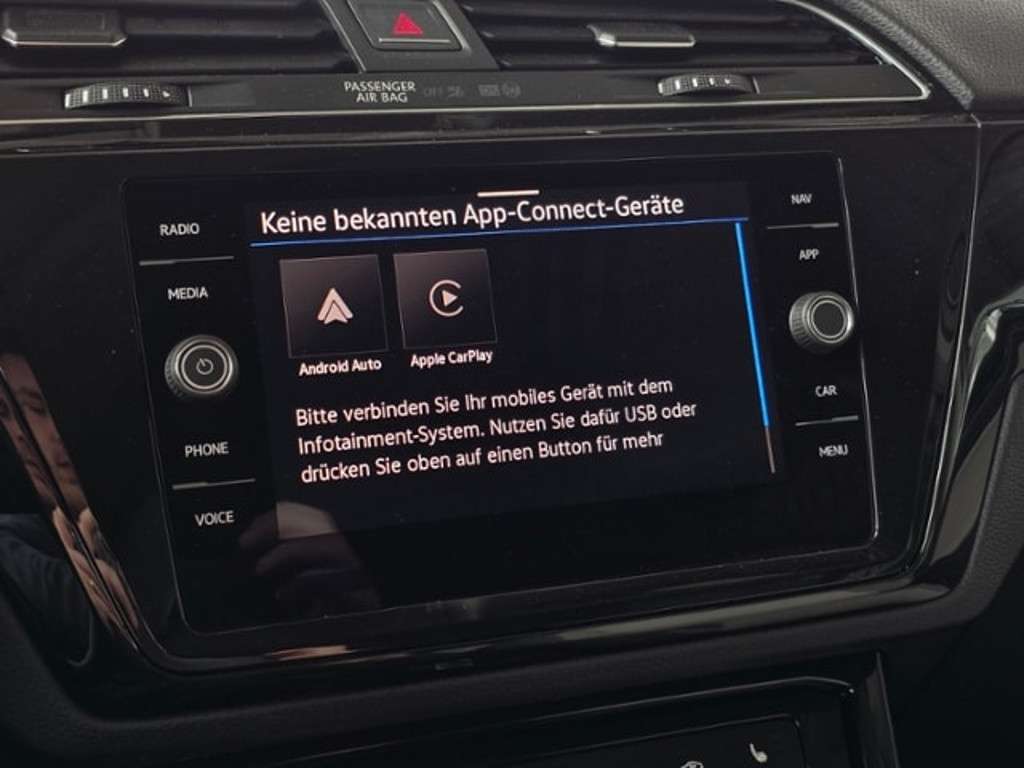 PASSENGER
AIR BAG
RADIO
MEDIA
PHONE
VOICE
Keine bekannten App-Connect-Geräte
Android Auto
Apple CarPlay
Bitte verbinden Sie Ihr mobiles Gerät mit dem
Infotainment-System. Nutzen Sie dafür USB oder
drücken Sie oben auf einen Button für mehr
NAV
APP
CAR
MENU